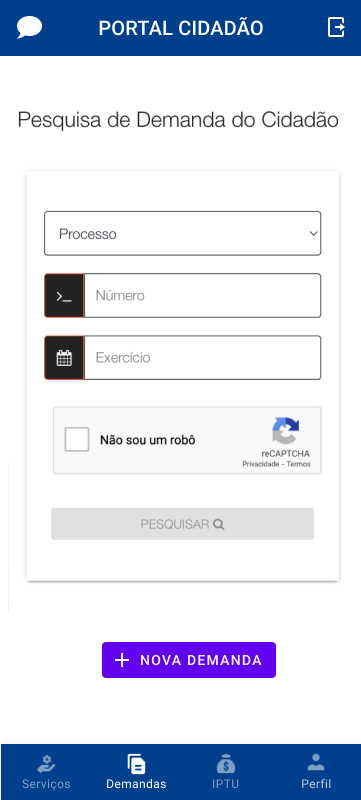 PORTAL CIDADÃO
Pesquisa de Demanda do Cidadão
Processo
Número
Exercício
Não sou um robô
reCAPTCHA
Privacidade - Termos
PESQUISAR
NOVA DEMANDA
Serviços Demandas IPTU Perfil